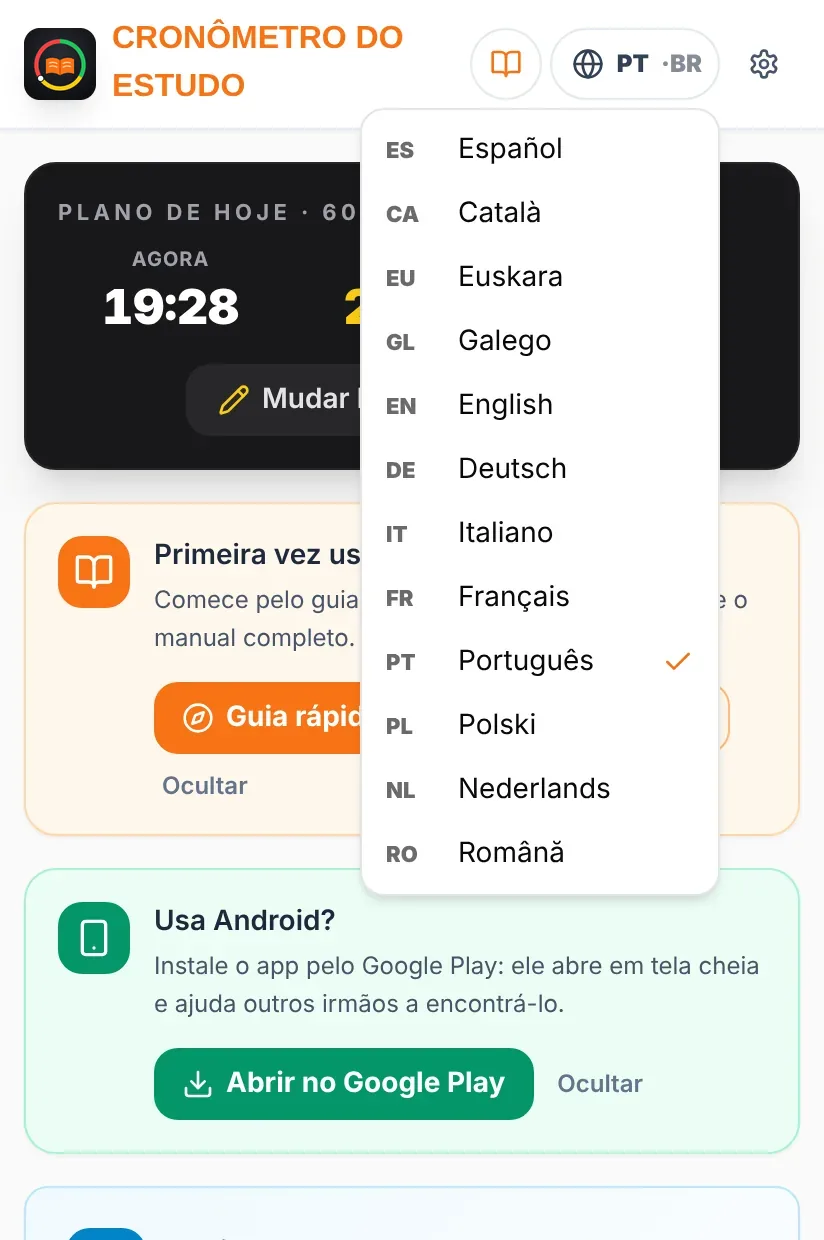 CRONÔMETRO DO
ESTUDO
PT ·BR
PLANO DE HOJE · 60
AGORA
19:28
Mudar
ES Español
CA Català
EU Euskara
GL Galego
EN English
DE Deutsch
IT Italiano
FR Français
PT Português
PL Polski
NL Nederlands
RO Română
Primeira vez us
Comece pelo guia
e o
manual completo.
Guia rápid
Ocultar
Usa Android?
Instale o app pelo Google Play: ele abre em tela cheia
e ajuda outros irmãos a encontrá-lo.
Abrir no Google Play
Ocultar